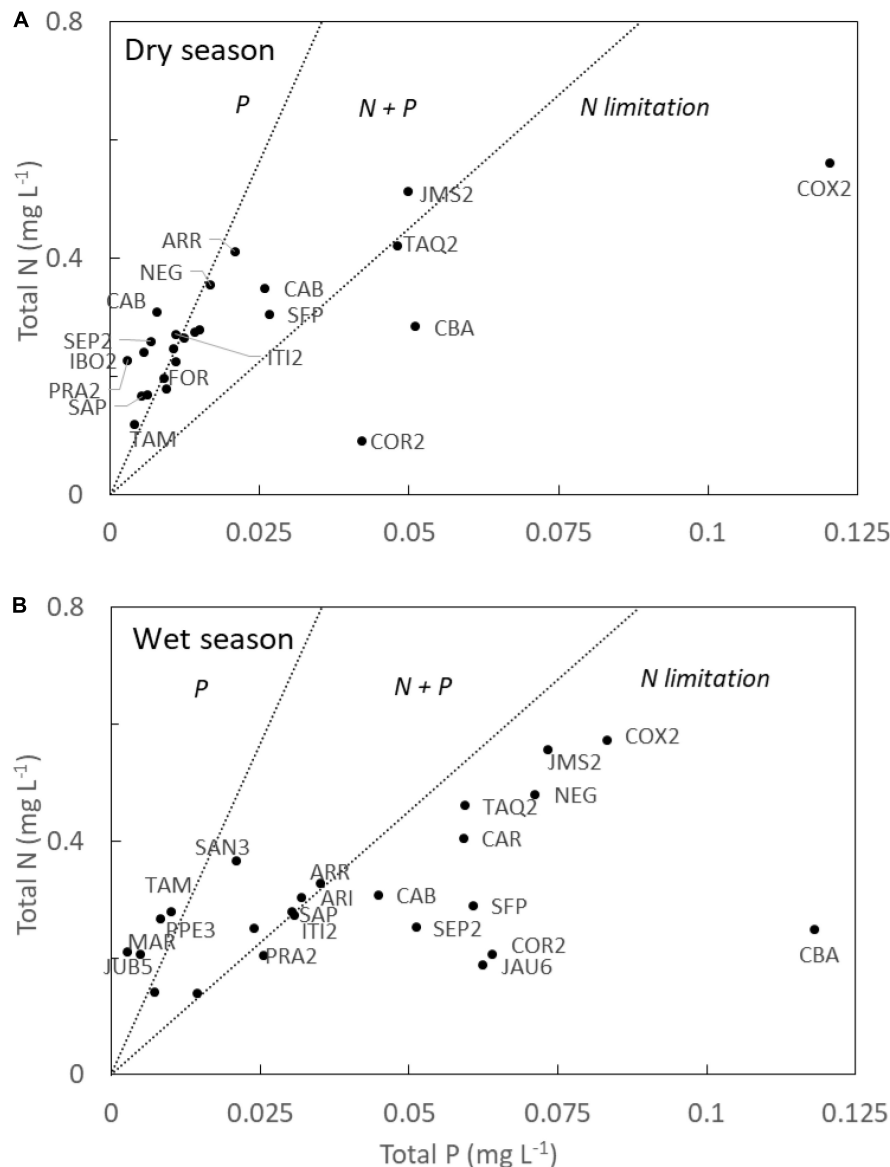 A
0.8
Dry season
P
N + P
N limitation
JMS2
COX2
ARR
TAQ2
0.4
NEG
CAB
CAB
SFP
CBA
SEP2
IBO2
ITI2
PRA2
FOR
SAP
TAM
COR2
Total N (mg L-1)
0
0 0.025 0.05 0.075 0.1 0.125
B
0.8
Wet season
P
N + P
N limitation
COX2
JMS2
NEG
TAQ2
SAN3
CAR
0.4
ARR
TAM
ARI
CAB
SFP
SAP
PPE3
ITI2
SEP2
MAR
COR2
PRA2
CBA
JUB5
JAU6
Total N (mg L-1)
0
0 0.025 0.05 0.075 0.1 0.125
Total P (mg L-1)